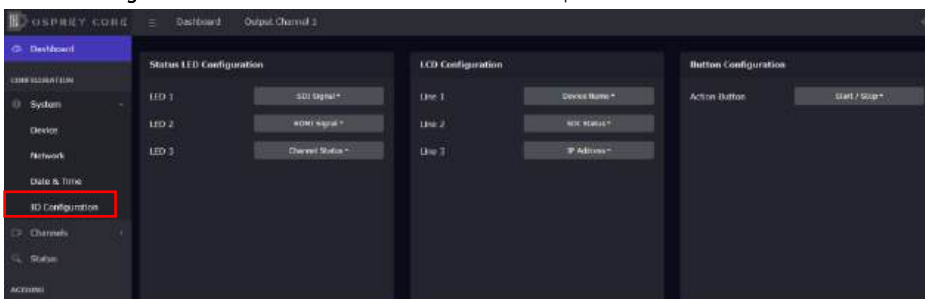 OSPREY CORE
Dashboard Output Channel 1
Dashboard
CONFIGURATION
System
Device
Network
Date & Time
IO Configuration
Channels
Status
ACTIONS
Status LED Configuration
LED 1 SDI Signal
LED 2 HDMI Signal
LED 3 Channel Status
LCD Configuration
Line 1 Device Name
Line 2 Status
Line 3 IP Address
Button Configuration
Action Button Start / Stop